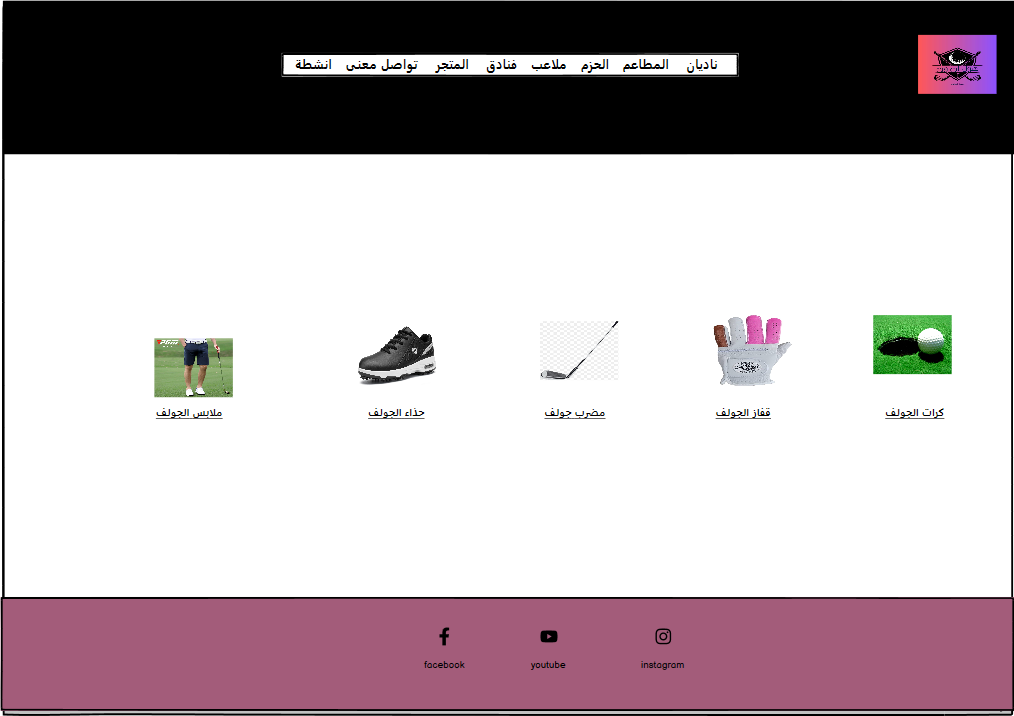 ناديان المطاعم الحزم ملاعب فنادق المتجر تواصل معنى انشطة
كرات الجولف قفاز الجولف مضرب جولف حذاء الجولف ملابس الجولف
facebook youtube instagram